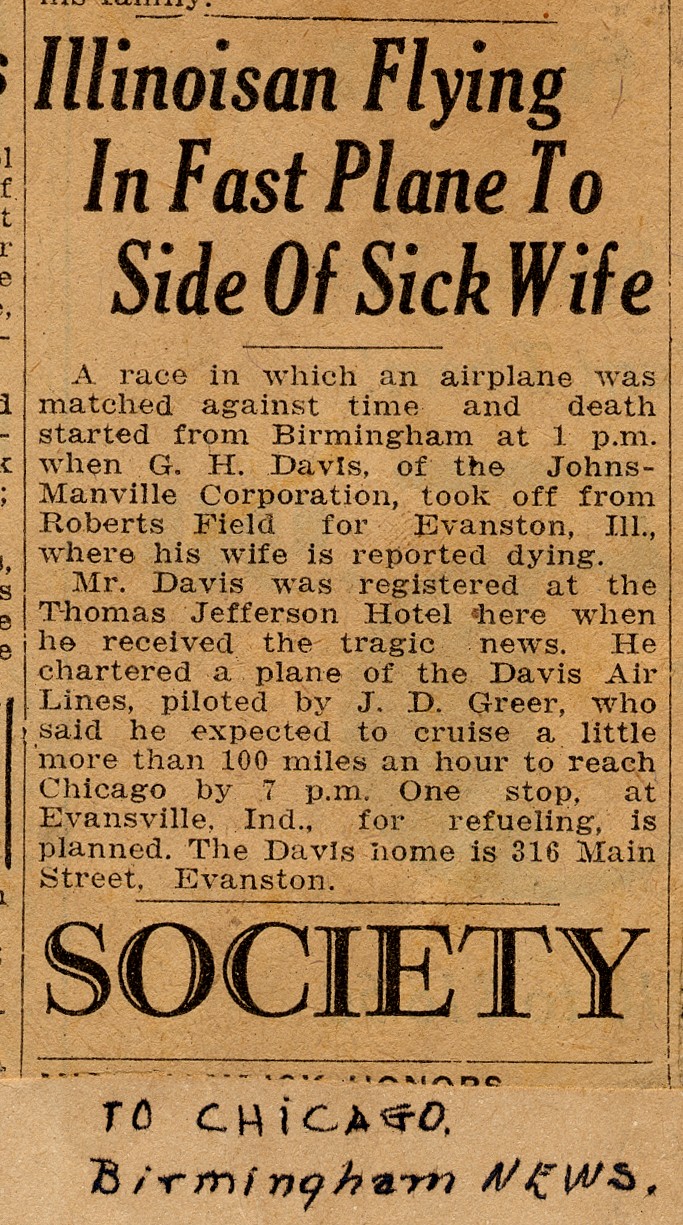 his family.
Illinoisan Flying
In Fast Plane To
Side Of Sick Wife
A race in which an airplane was
matched against time and death
started from Birmingham at 1 p.m.
when G. H. Davis, of the Johns-
Manville Corporation, took off from
Roberts Field for Evanston, Ill.,
where his wife is reported dying.
Mr. Davis was registered at the
Thomas Jefferson Hotel here when
he received the tragic news. He
chartered a plane of the Davis Air
Lines, piloted by J. D. Greer, who
said he expected to cruise a little
more than 100 miles an hour to reach
Chicago by 7 p.m. One stop, at
Evansville, Ind., for refueling, is
planned. The Davis home is 316 Main
Street, Evanston.
SOCIETY
HONORS
TO CHICAGO.
Birmingham NEWS.